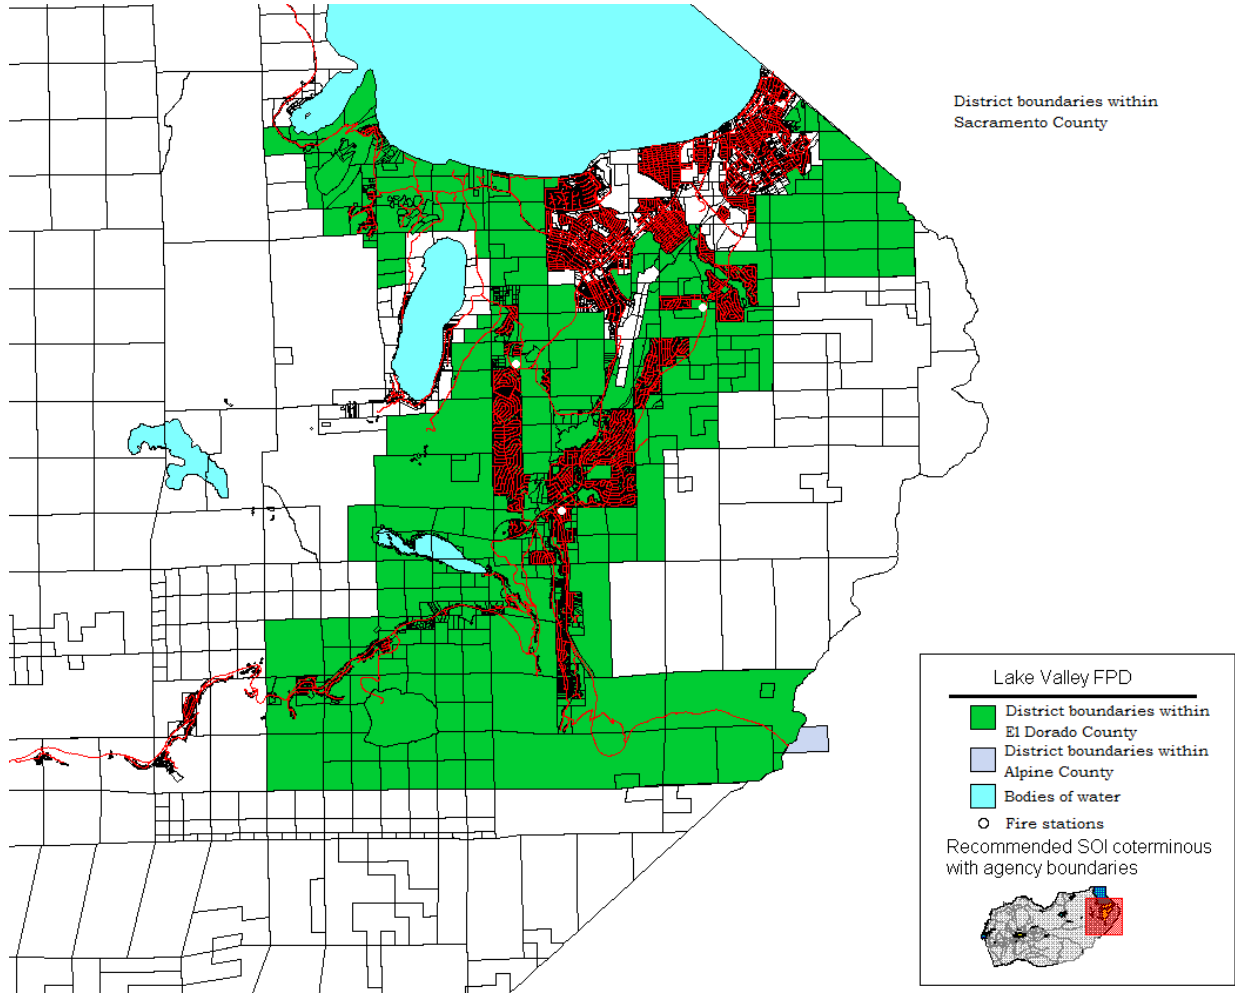 District boundaries within
Sacramento County
Lake Valley FPD
District boundaries within
El Dorado County
District boundaries within
Alpine County
Bodies of water
Fire stations
Recommended SOI coterminous
with agency boundaries